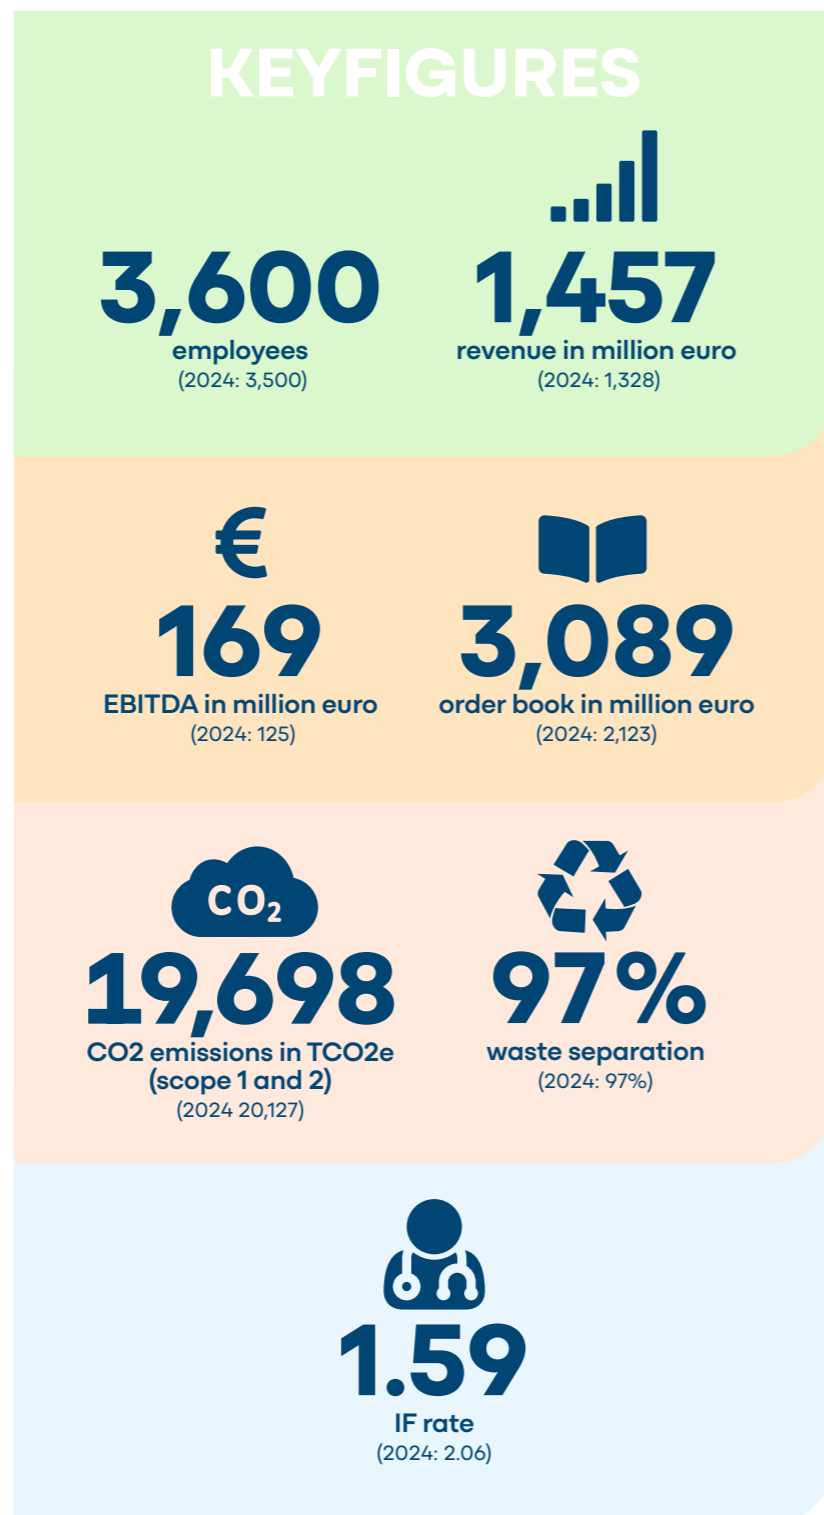 KEYFIGURES
3,600
employees
(2024: 3,500)
1,457
revenue in million euro
(2024: 1,328)
€
169
EBITDA in million euro
(2024: 125)
3,089
order book in million euro
(2024: 2,123)
CO₂
19,698
CO2 emissions in TCO2e
(scope 1 and 2)
(2024 20,127)
97%
waste separation
(2024: 97%)
1.59
IF rate
(2024: 2.06)